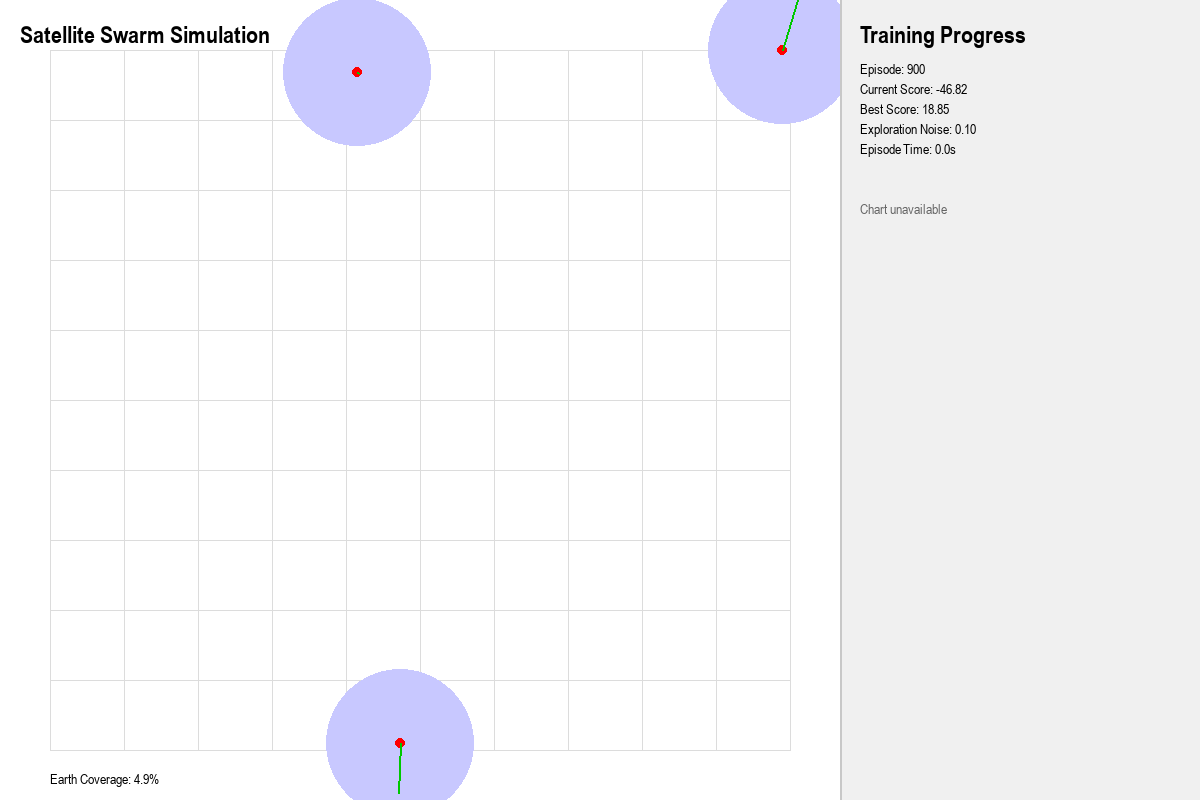 Satellite Swarm Simulation
Training Progress
Episode: 900
Current Score: -46.82
Best Score: 18.85
Exploration Noise: 0.10
Episode Time: 0.0s
Chart unavailable
Earth Coverage: 4.9%